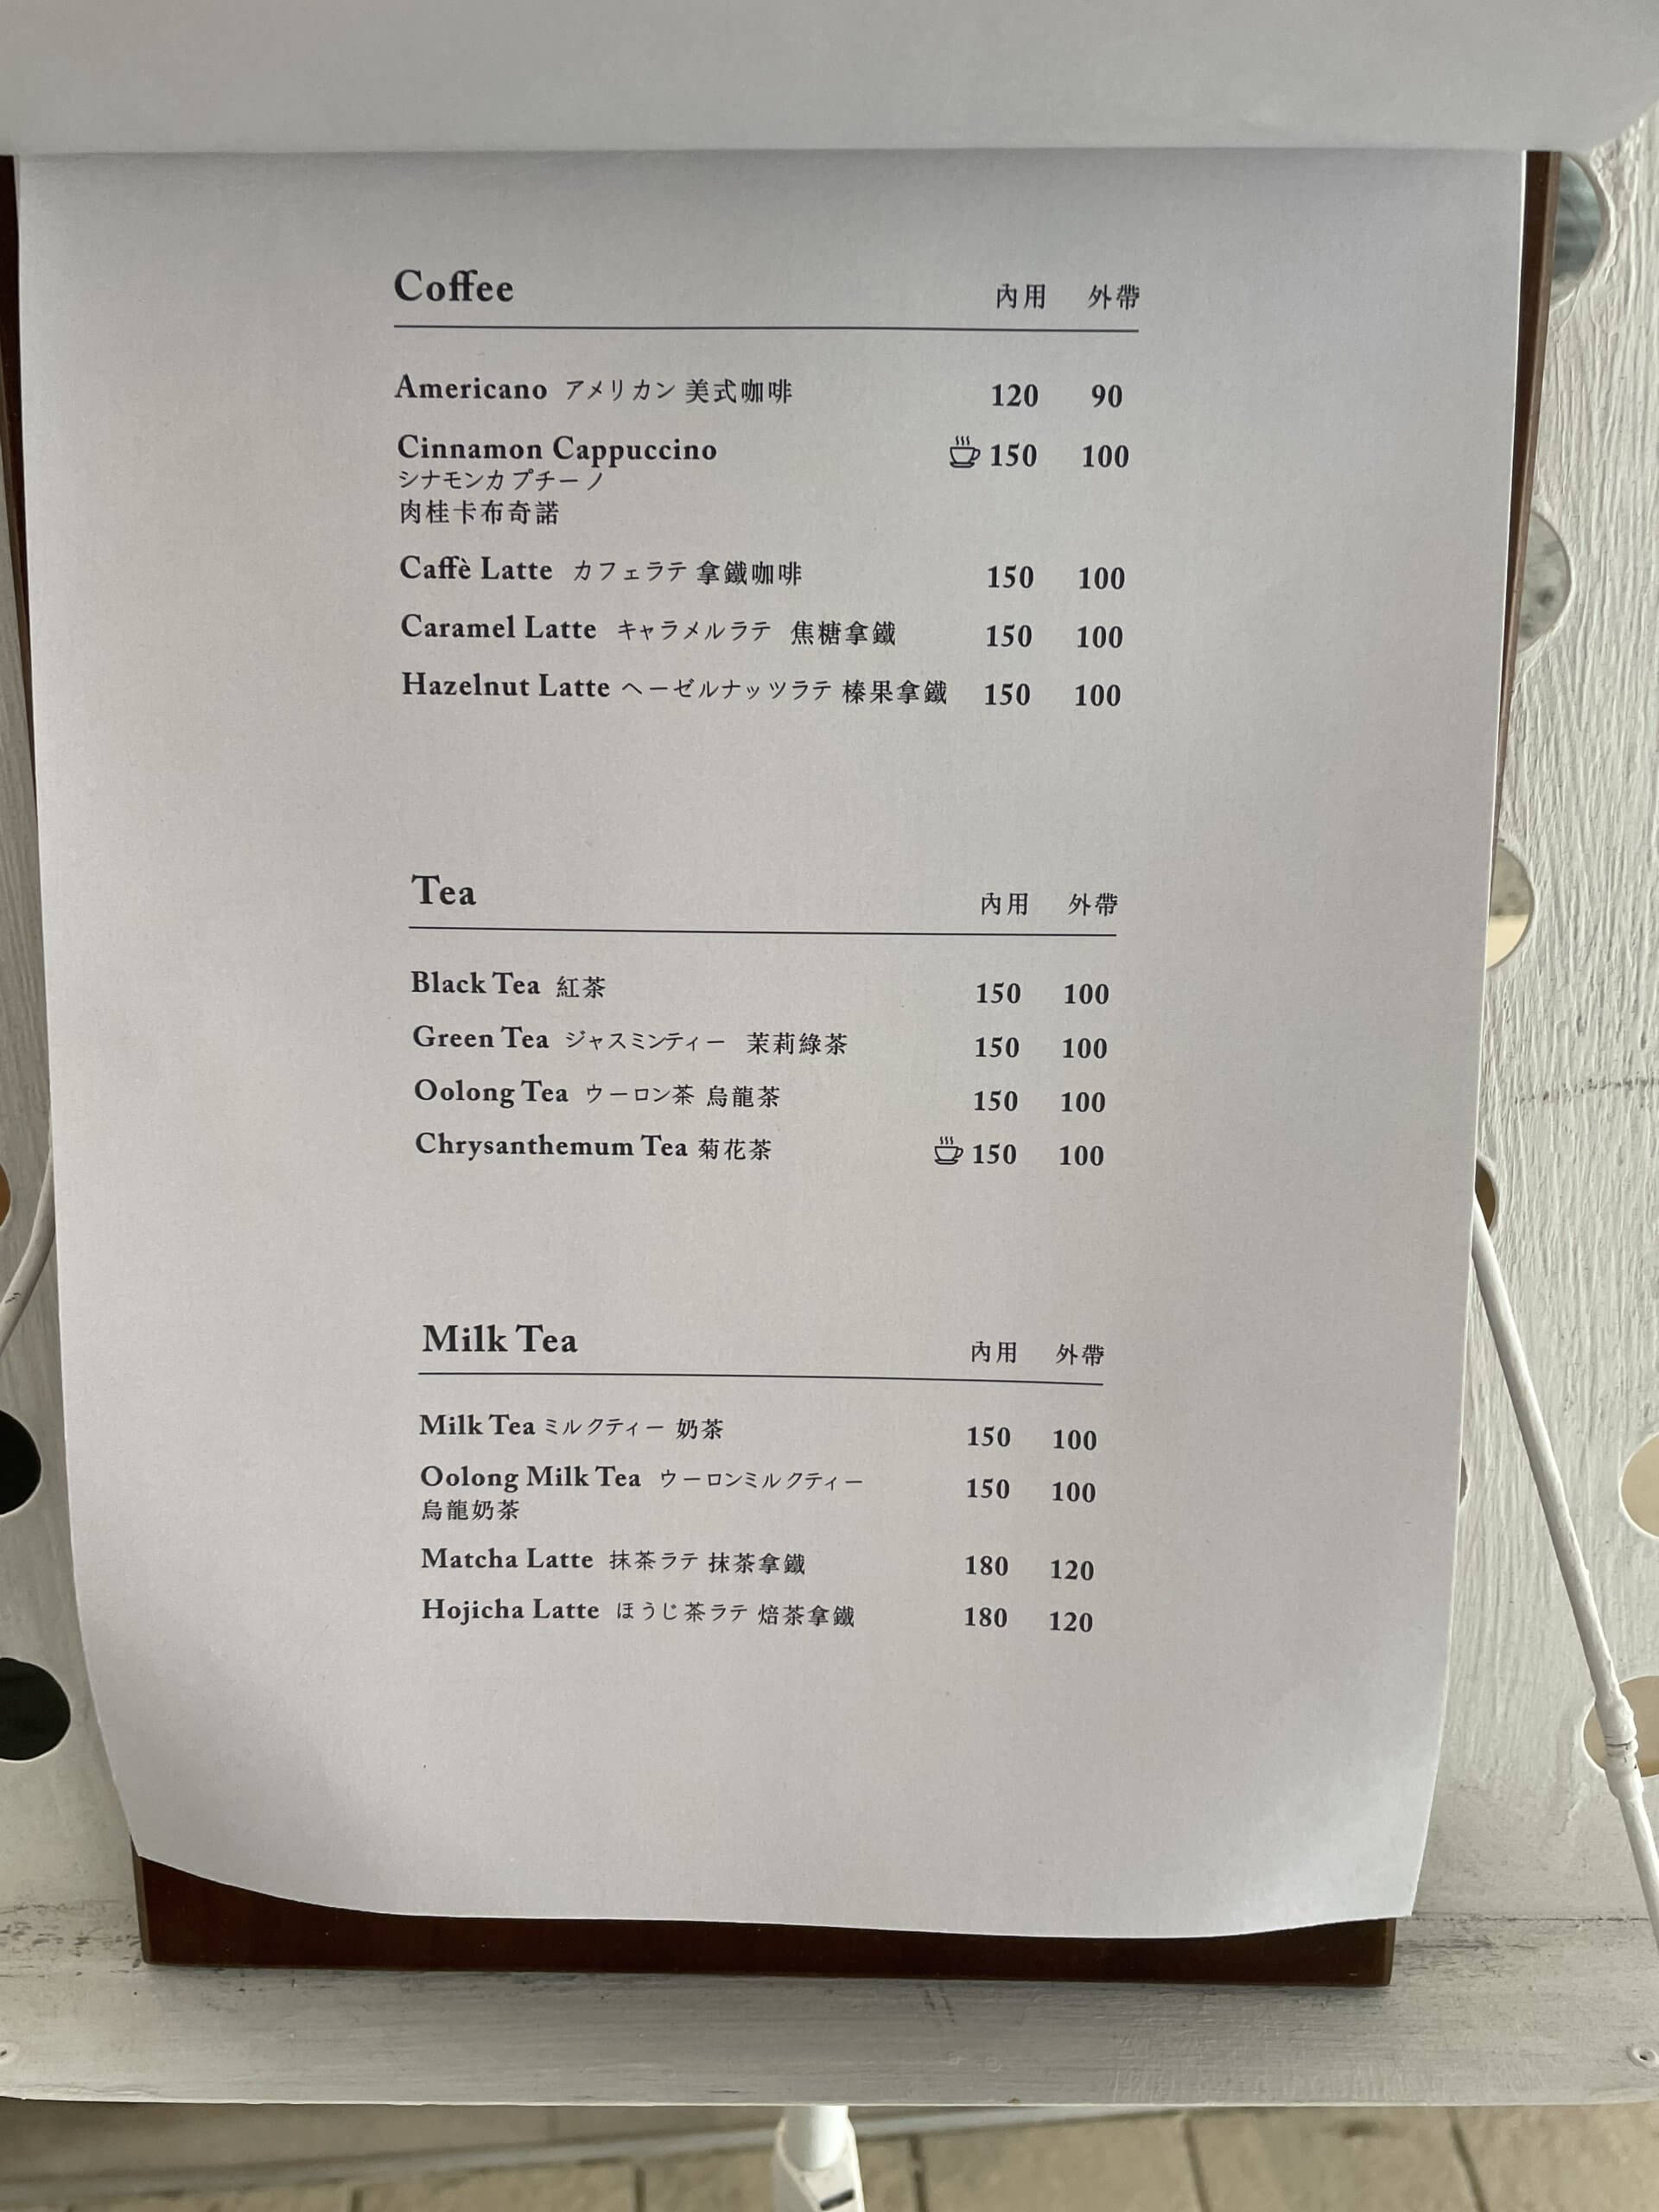 Coffee 內用 外帶
Americano アメリカン 美式咖啡 120 90
Cinnamon Cappuccino 150 100
シナモンカプチーノ
肉桂卡布奇諾
Caffè Latte カフェラテ 拿鐵咖啡 150 100
Caramel Latte キャラメルラテ 焦糖拿鐵 150 100
Hazelnut Latte ヘーゼルナッツラテ 榛果拿鐵 150 100
Tea 內用 外帶
Black Tea 紅茶 150 100
Green Tea ジャスミンティー 茉莉綠茶 150 100
Oolong Tea ウーロン茶 烏龍茶 150 100
Chrysanthemum Tea 菊花茶 150 100
Milk Tea 內用 外帶
Milk Tea ミルクティー 奶茶 150 100
Oolong Milk Tea ウーロンミルクティー 150 100
烏龍奶茶
Matcha Latte 抹茶ラテ 抹茶拿鐵 180 120
Hojicha Latte ほうじ茶ラテ 焙茶拿鐵 180 120